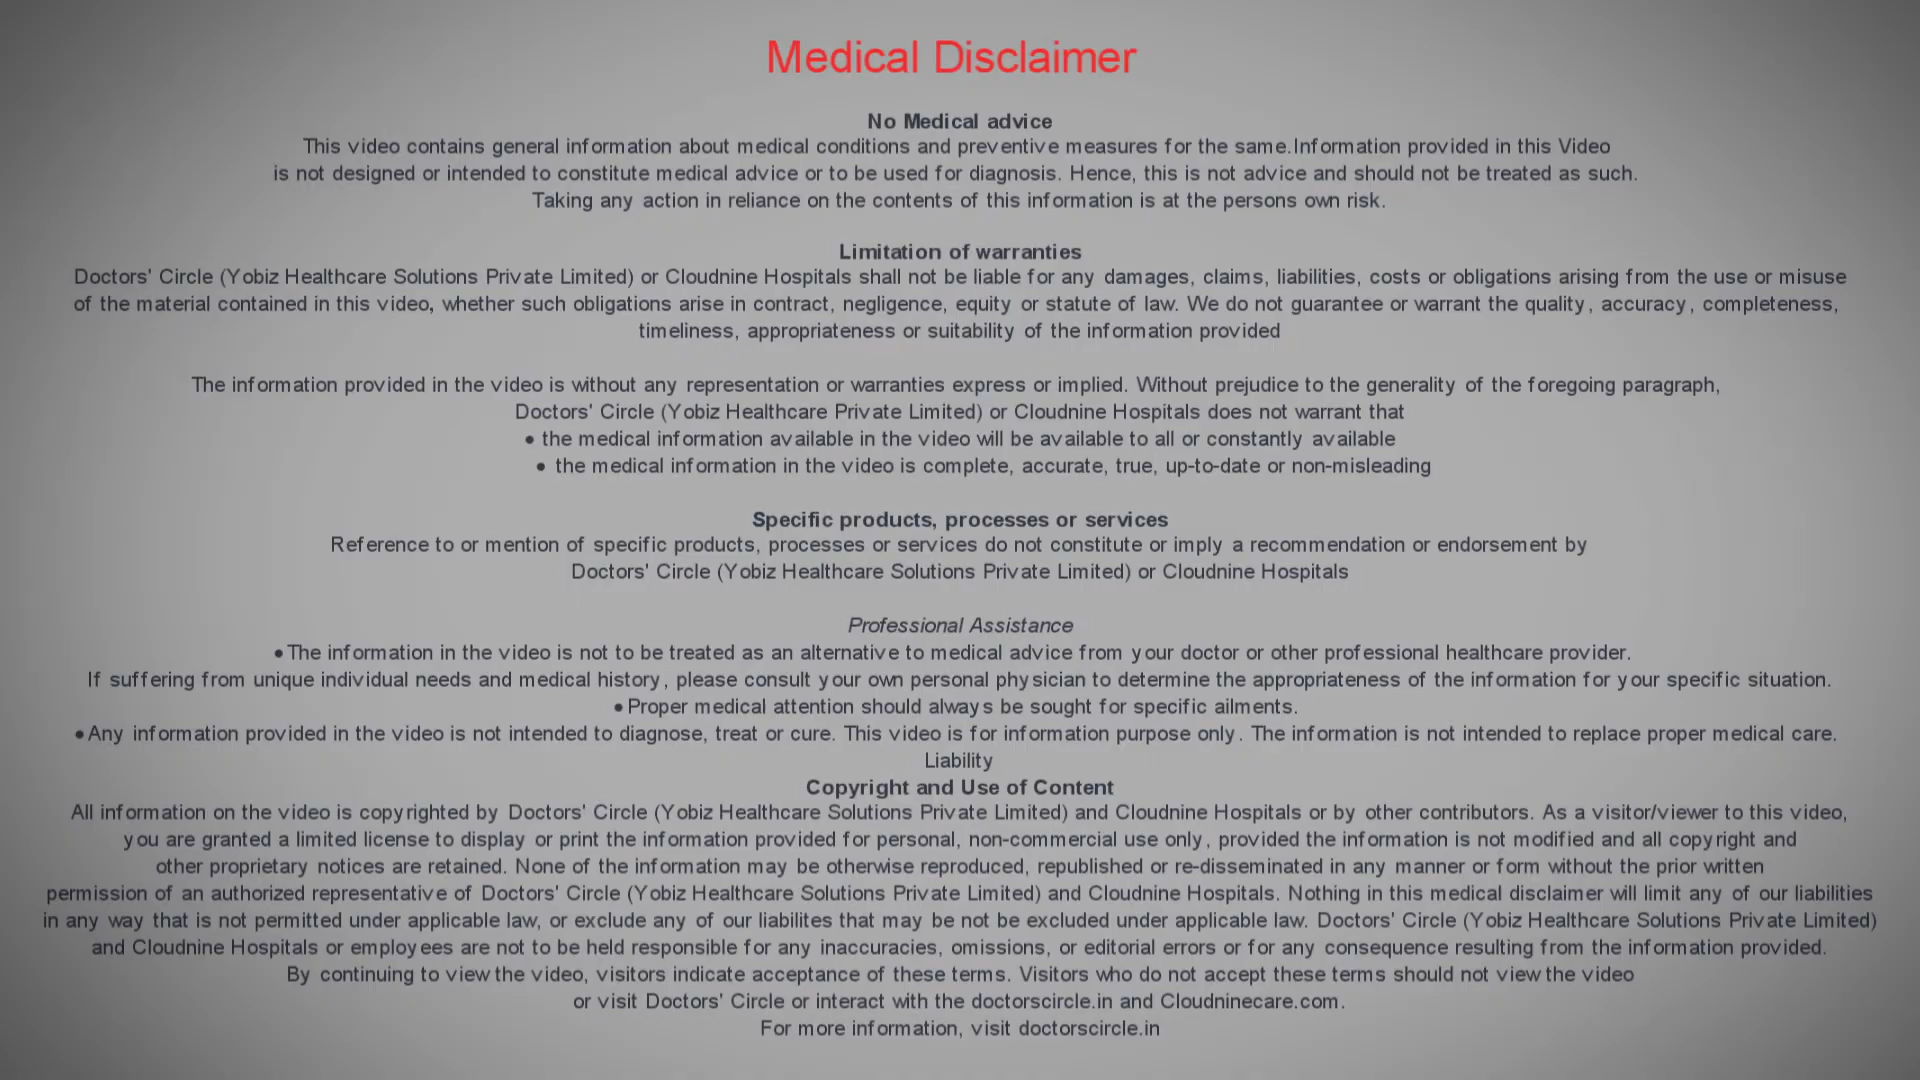 Medical Disclaimer
No Medical advice
This video contains general information about medical conditions and preventive measures for the same.Information provided in this Video
is not designed or intended to constitute medical advice or to be used for diagnosis. Hence, this is not advice and should not be treated as such.
Taking any action in reliance on the contents of this information is at the persons own risk.
Limitation of warranties
Doctors' Circle (Yobiz Healthcare Solutions Private Limited) or Cloudnine Hospitals shall not be liable for any damages, claims, liabilities, costs or obligations arising from the use or misuse
of the material contained in this video, whether such obligations arise in contract, negligence, equity or statute of law. We do not guarantee or warrant the quality, accuracy, completeness,
timeliness, appropriateness or suitability of the information provided
The information provided in the video is without any representation or warranties express or implied. Without prejudice to the generality of the foregoing paragraph,
Doctors' Circle (Yobiz Healthcare Private Limited) or Cloudnine Hospitals does not warrant that
• the medical information available in the video will be available to all or constantly available
• the medical information in the video is complete, accurate, true, up-to-date or non-misleading
Specific products, processes or services
Reference to or mention of specific products, processes or services do not constitute or imply a recommendation or endorsement by
Doctors' Circle (Yobiz Healthcare Solutions Private Limited) or Cloudnine Hospitals
Professional Assistance
•The information in the video is not to be treated as an alternative to medical advice from your doctor or other professional healthcare provider.
If suffering from unique individual needs and medical history, please consult your own personal physician to determine the appropriateness of the information for your specific situation.
•Proper medical attention should always be sought for specific ailments.
•Any information provided in the video is not intended to diagnose, treat or cure. This video is for information purpose only. The information is not intended to replace proper medical care.
Liability
Copyright and Use of Content
All information on the video is copyrighted by Doctors' Circle (Yobiz Healthcare Solutions Private Limited) and Cloudnine Hospitals or by other contributors. As a visitor/viewer to this video,
you are granted a limited license to display or print the information provided for personal, non-commercial use only, provided the information is not modified and all copyright and
other proprietary notices are retained. None of the information may be otherwise reproduced, republished or re-disseminated in any manner or form without the prior written
permission of an authorized representative of Doctors' Circle (Yobiz Healthcare Solutions Private Limited) and Cloudnine Hospitals. Nothing in this medical disclaimer will limit any of our liabilities
in any way that is not permitted under applicable law, or exclude any of our liabilites that may be not be excluded under applicable law. Doctors' Circle (Yobiz Healthcare Solutions Private Limited)
and Cloudnine Hospitals or employees are not to be held responsible for any inaccuracies, omissions, or editorial errors or for any consequence resulting from the information provided.
By continuing to view the video, visitors indicate acceptance of these terms. Visitors who do not accept these terms should not view the video
or visit Doctors' Circle or interact with the doctorscircle.in and Cloudninecare.com.
For more information, visit doctorscircle.in